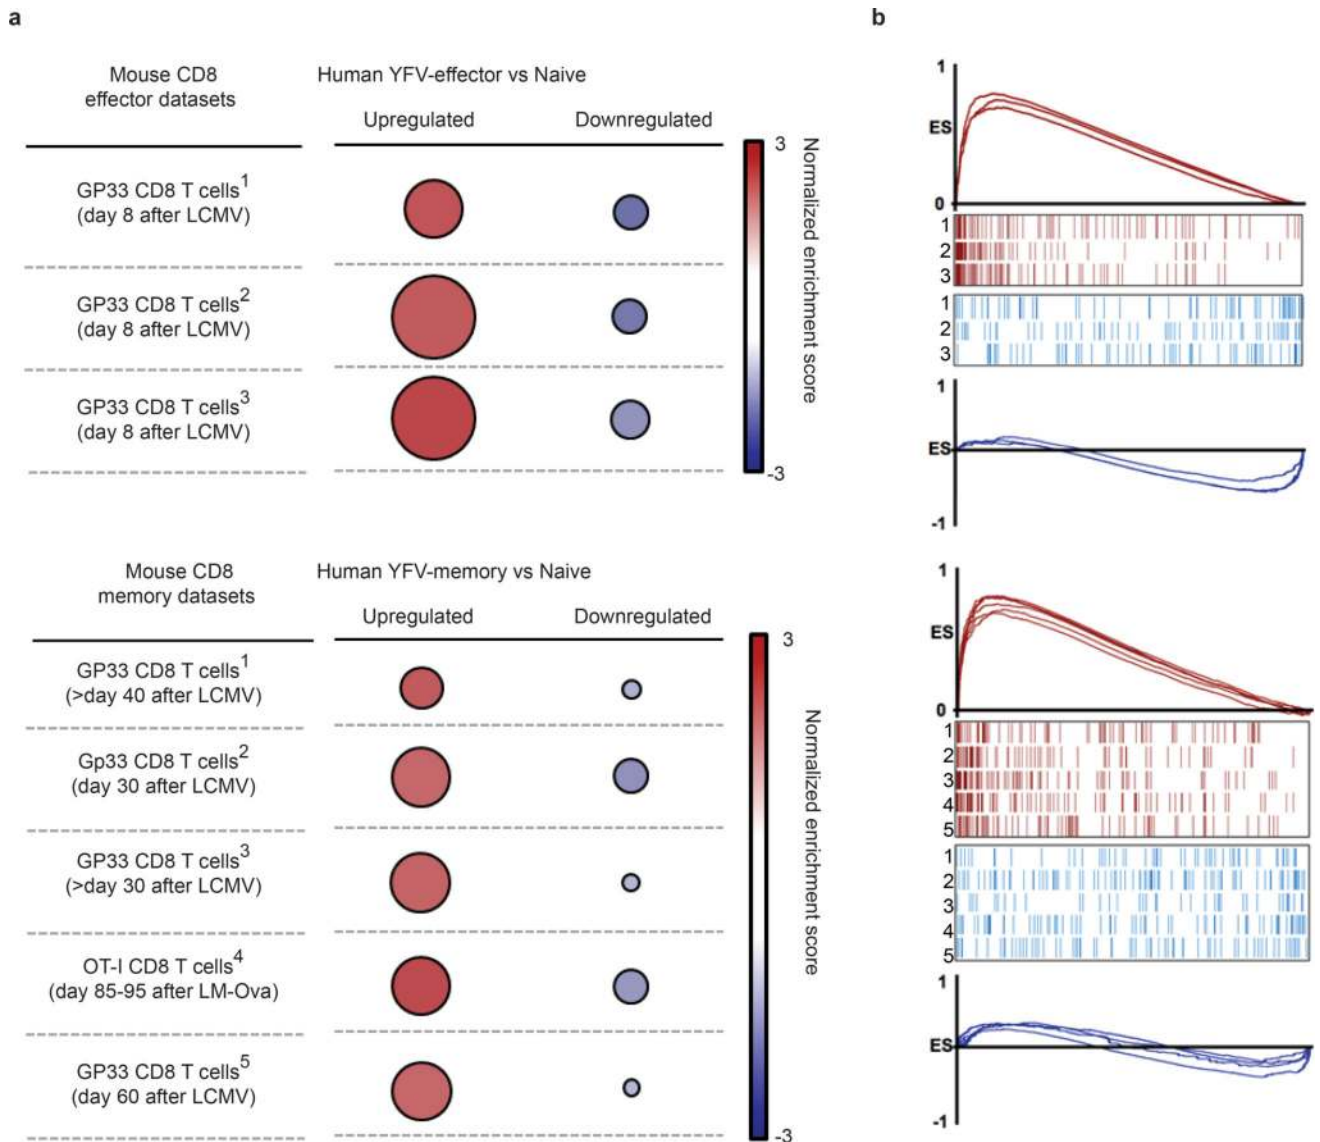 a
b
Mouse CD8
effector datasets
Human YFV-effector vs Naive
Upregulated
Downregulated
GP33 CD8 T cells1
(day 8 after LCMV)
GP33 CD8 T cells2
(day 8 after LCMV)
GP33 CD8 T cells3
(day 8 after LCMV)
3
-3
Normalized enrichment score
1
ES
0
1
2
3
1
2
3
1
ES
-1
Mouse CD8
memory datasets
Human YFV-memory vs Naive
Upregulated
Downregulated
GP33 CD8 T cells1
(>day 40 after LCMV)
Gp33 CD8 T cells2
(day 30 after LCMV)
GP33 CD8 T cells3
(>day 30 after LCMV)
OT-I CD8 T cells4
(day 85-95 after LM-Ova)
GP33 CD8 T cells5
(day 60 after LCMV)
3
-3
Normalized enrichment score
1
ES
0
1
2
3
4
5
1
2
3
4
5
1
ES
-1